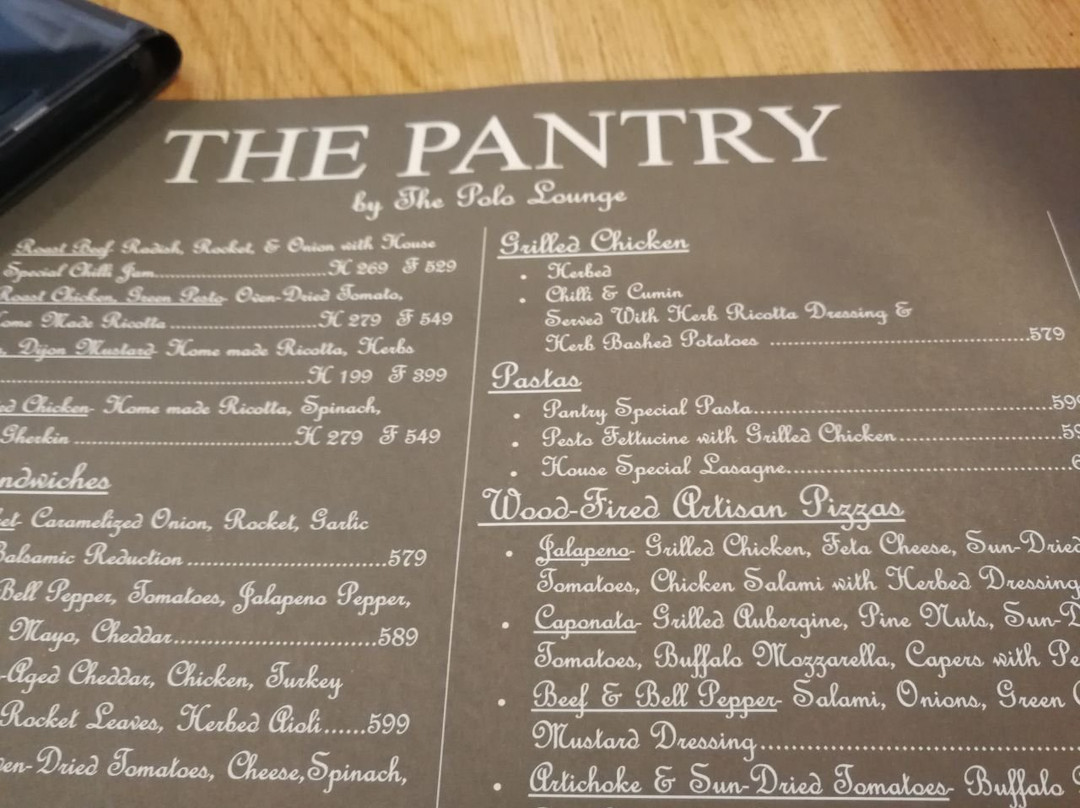 THE PANTRY
by The Polo Lounge
Roast Beef Radish, Rocket, & Onion with House
Special Chilli Jam..............................H 269 F 529
Roast Chicken, Green Pesto- Oven-Dried Tomato,
Home Made Ricotta..........................H 279 F 549
Dijon Mustard- Home made Ricotta, Herbs
..........................................................H 199 F 399
Chicken- Home made Ricotta, Spinach,
Gherkin......................................H 279 F 549
ndwiches
Caramelized Onion, Rocket, Garlic
Balsamic Reduction.................................579
Bell Pepper, Tomatoes, Jalapeno Pepper,
Mayo, Cheddar.................................589
Aged Cheddar, Chicken, Turkey
Rocket Leaves, Herbed Aioli......599
en-Dried Tomatoes, Cheese,Spinach,
Grilled Chicken
• Herbed
• Chilli & Cumin
Served With Herb Ricotta Dressing &
Herb Bashed Potatoes ..........................................579
Pastas
• Pantry Special Pasta..................................................59
• Pesto Fettucine with Grilled Chicken...........................59
• House Special Lasagne................................................6
Wood-Fired Artisan Pizzas
• Jalapeno- Grilled Chicken, Feta Cheese, Sun-Dried
Tomatoes, Chicken Salami with Herbed Dressing
• Caponata- Grilled Aubergine, Pine Nuts, Sun-D
Tomatoes, Buffalo Mozzarella, Capers with Pe
• Beef & Bell Pepper- Salami, Onions, Green
Mustard Dressing..........................................
• Artichoke & Sun-Dried Tomatoes- Buffalo